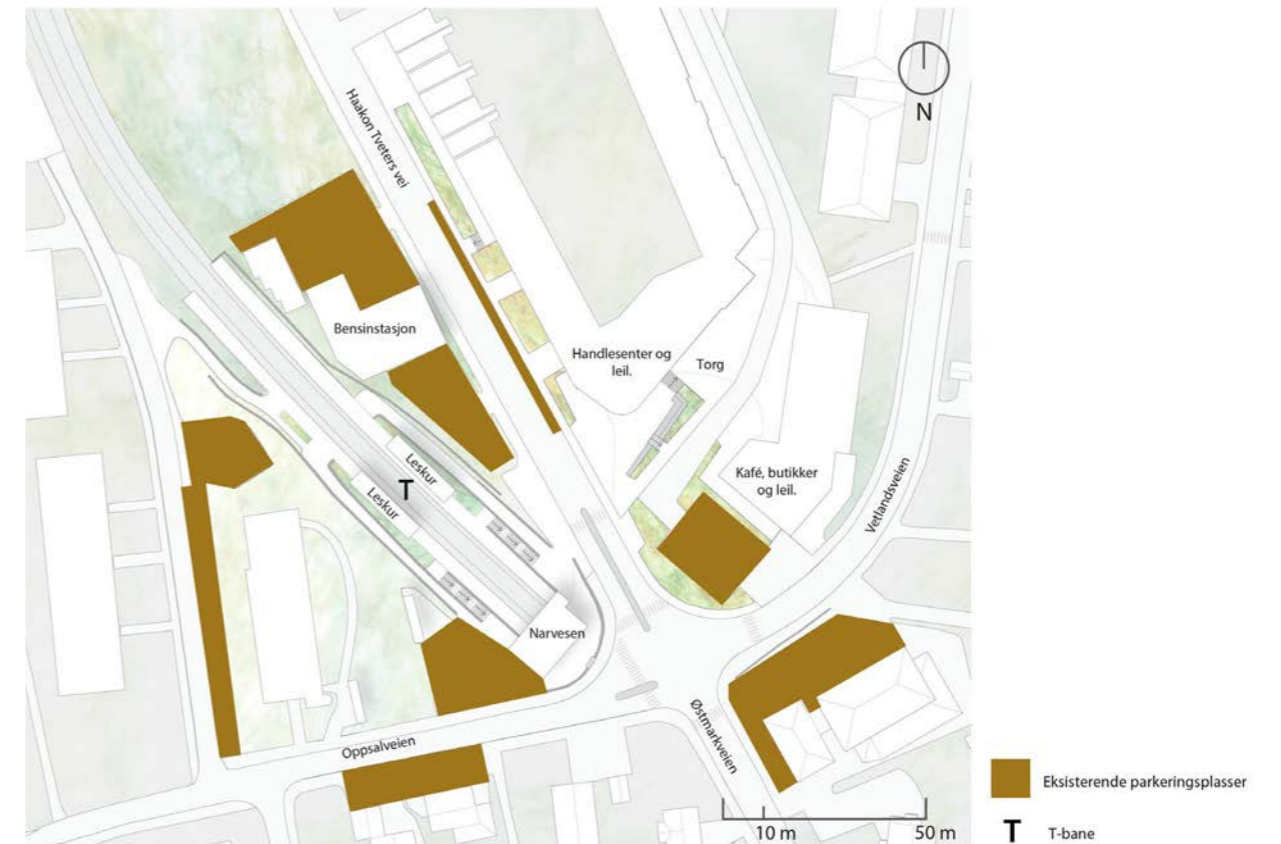 N
Haakon Tveters vei
Bensinstasjon
Handlesenter og
leil.
Torg
Leskur
T
Leskur
Kafé, butikker
og leil.
Vetlandsveien
Narvesen
Østmarkveien
Oppsalveien
10 m
50 m
Eksisterende parkeringsplasser
T
T-bane